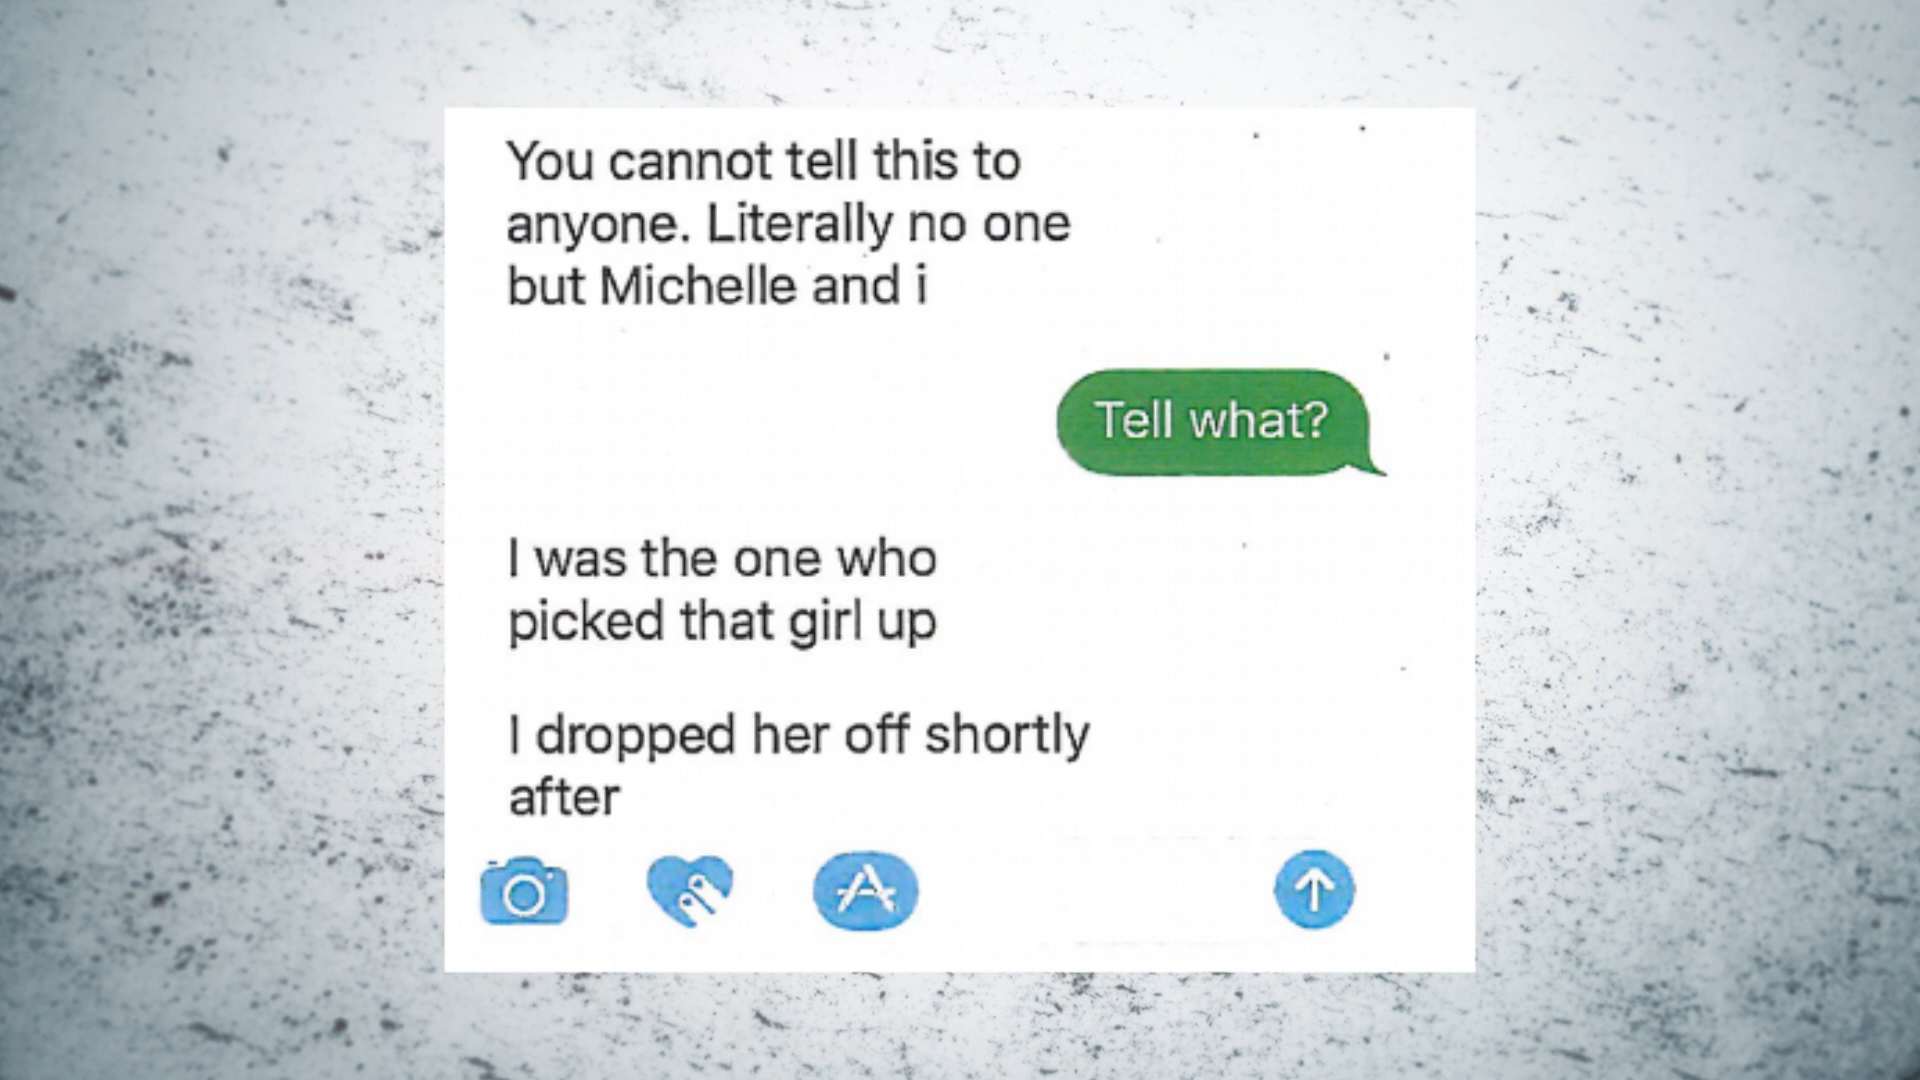 You cannot tell this to
anyone. Literally no one
but Michelle and i
Tell what?
I was the one who
picked that girl up
I dropped her off shortly
after